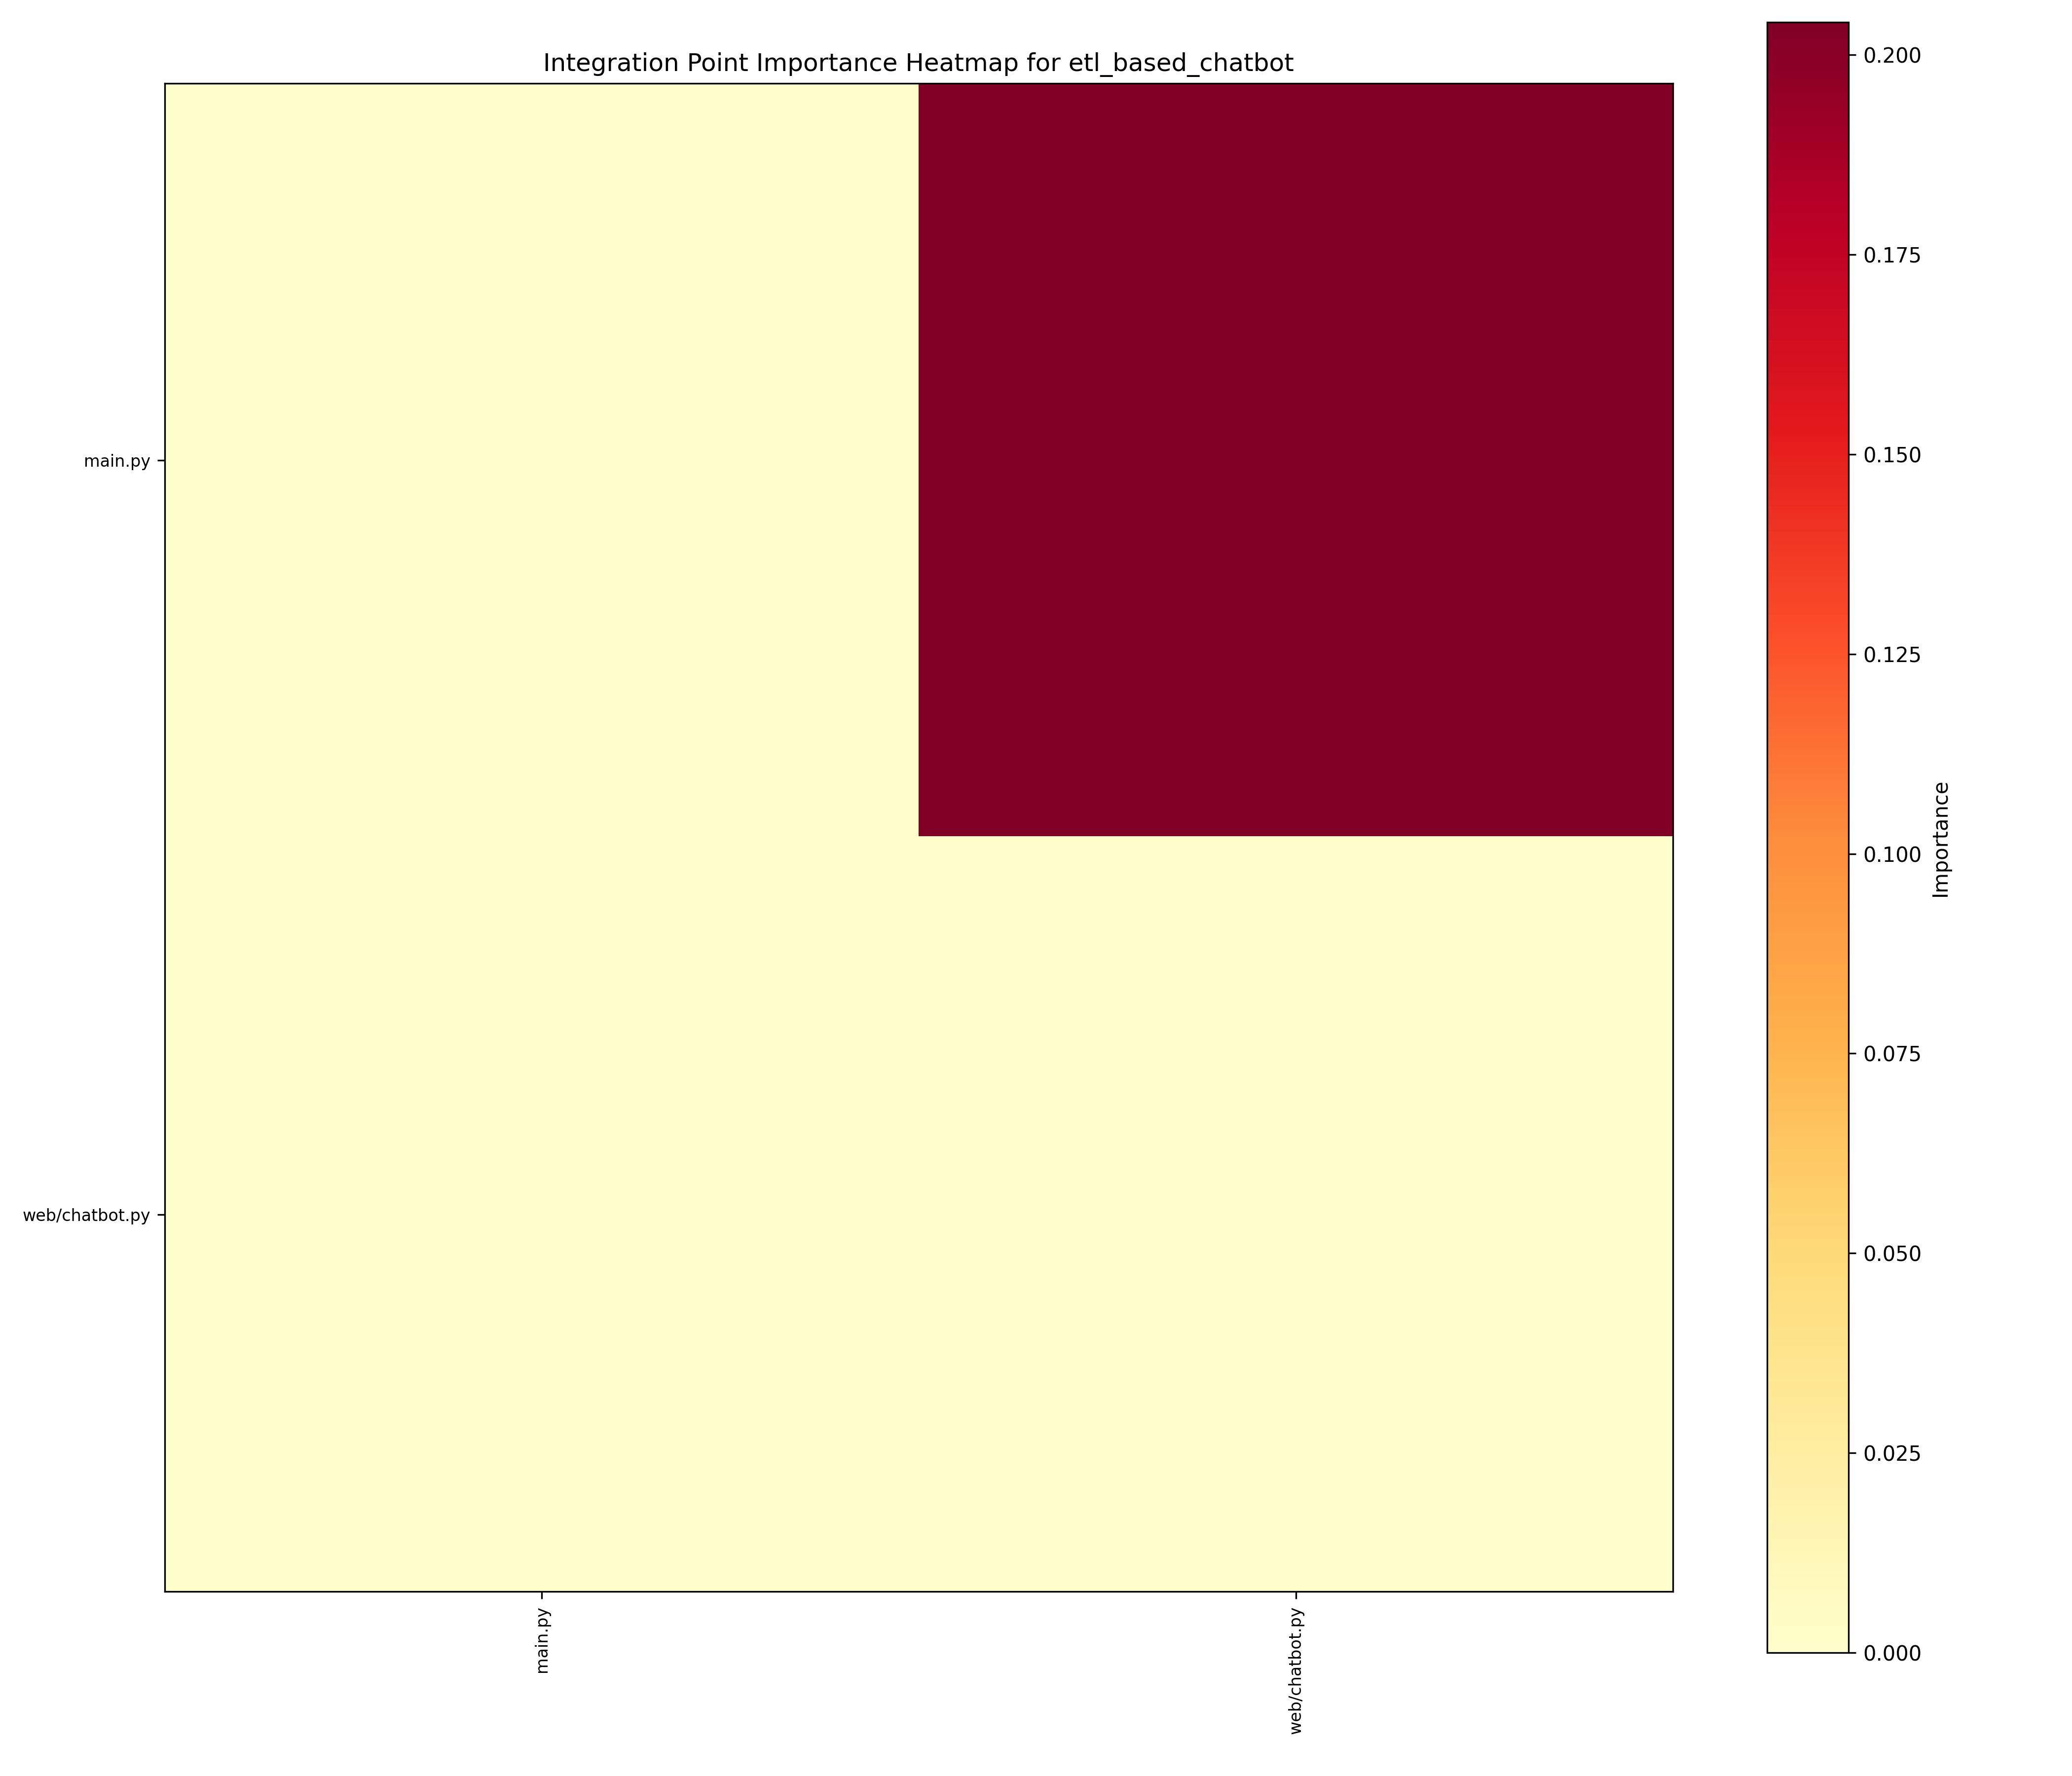 Integration Point Importance Heatmap for etl_based_chatbot
main.py
web/chatbot.py
main.py
web/chatbot.py
0.200
0.175
0.150
0.125
0.100
0.075
0.050
0.025
0.000
Importance